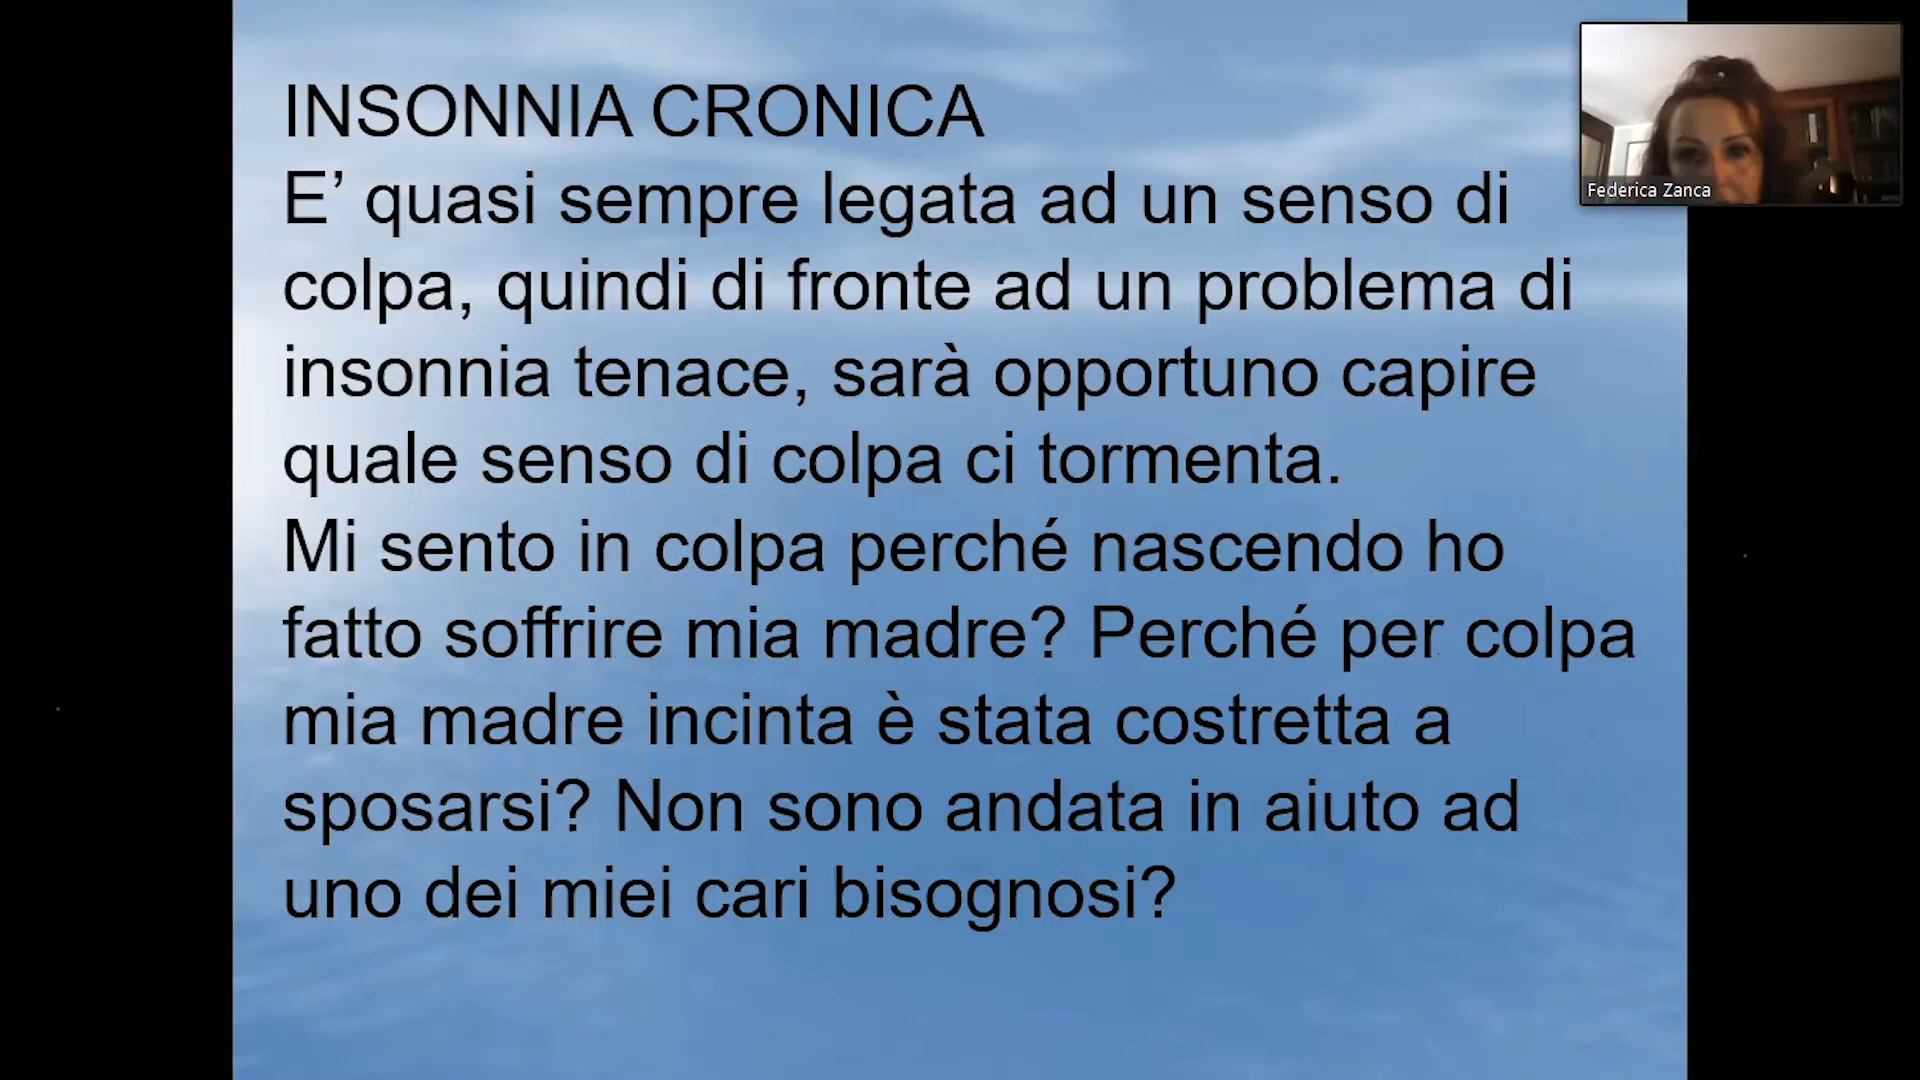 INSONNIA CRONICA
E’ quasi sempre legata ad un senso di
colpa, quindi di fronte ad un problema di
insonnia tenace, sarà opportuno capire
quale senso di colpa ci tormenta.
Mi sento in colpa perché nascendo ho
fatto soffrire mia madre? Perché per colpa
mia madre incinta è stata costretta a
sposarsi? Non sono andata in aiuto ad
uno dei miei cari bisognosi?
Federica Zanca